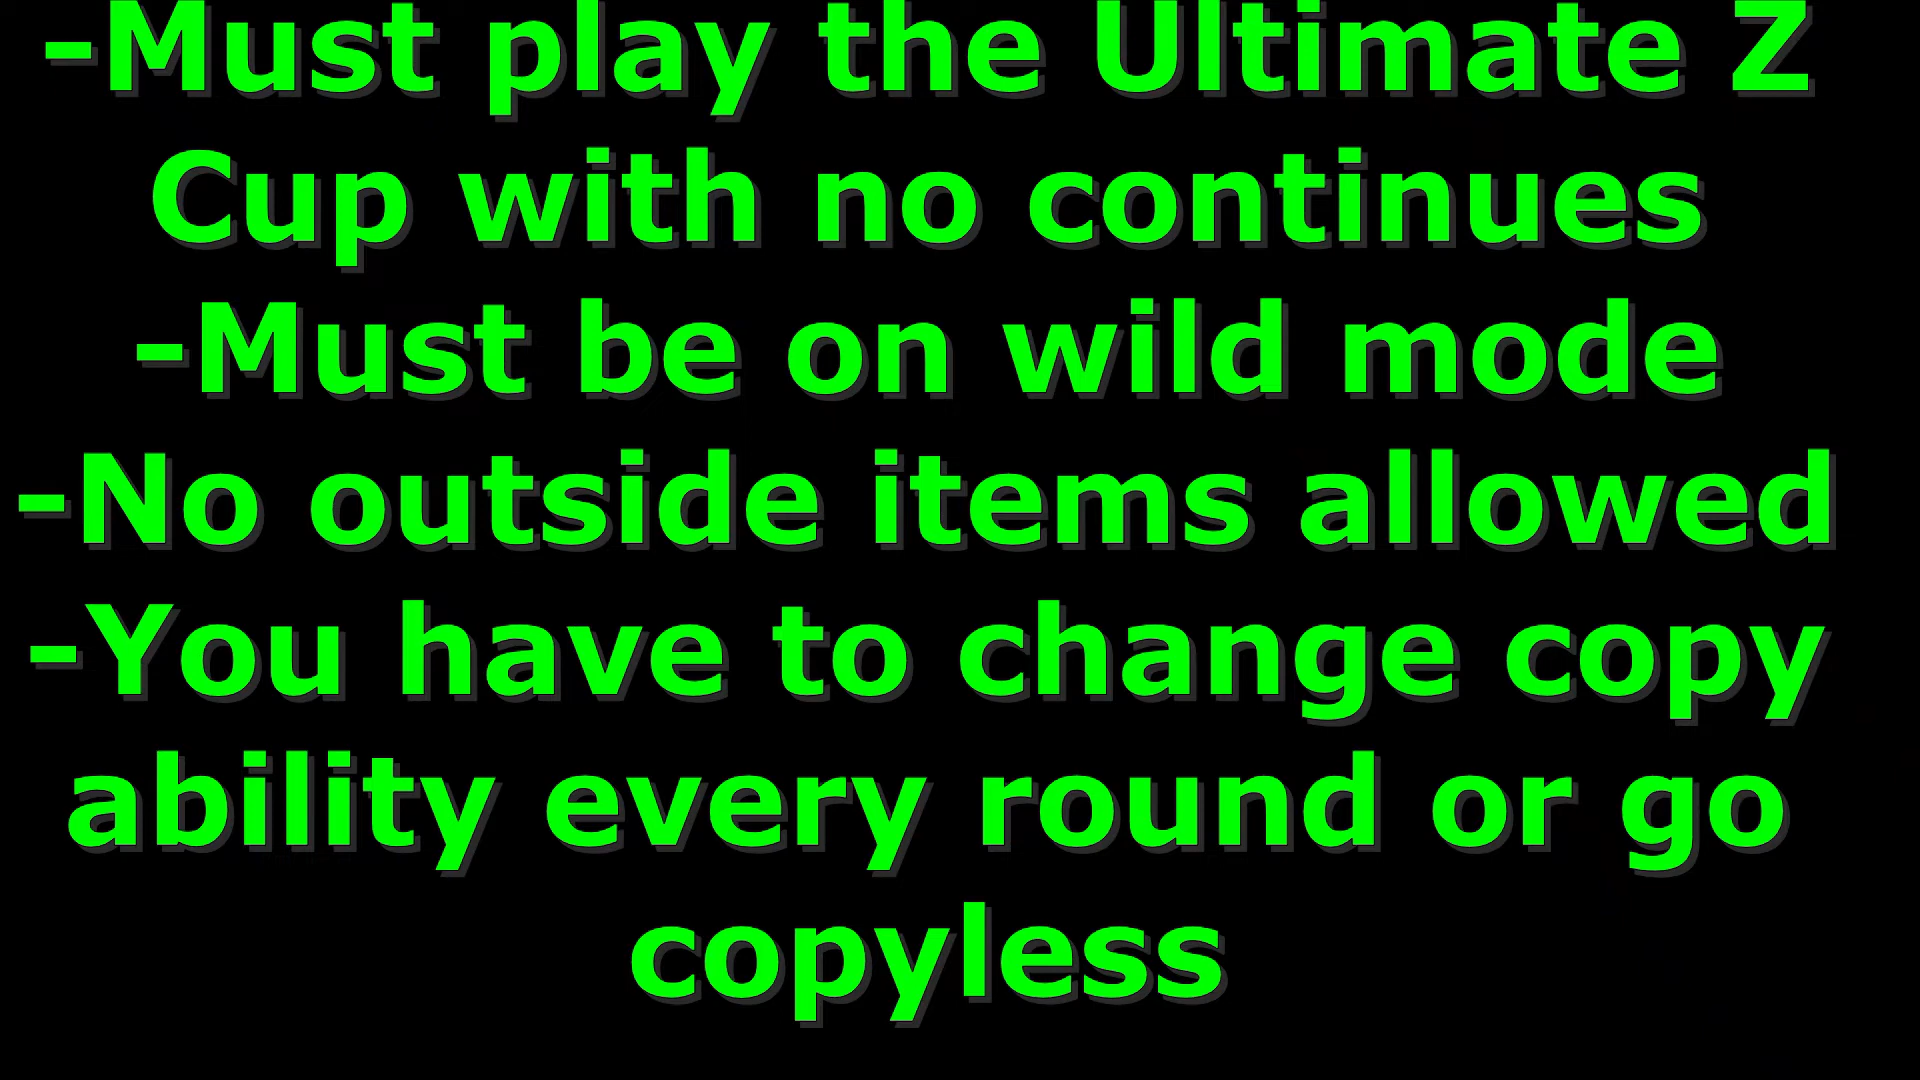 -Must play the Ultimate Z
Cup with no continues
-Must be on wild mode
-No outside items allowed
-You have to change copy
ability every round or go
copyless